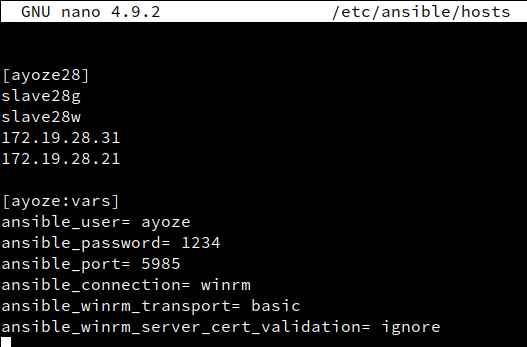 GNU nano 4.9.2 /etc/ansible/hosts
[ayoze28]
slave28g
slave28w
172.19.28.31
172.19.28.21
[ayoze:vars]
ansible_user= ayoze
ansible_password= 1234
ansible_port= 5985
ansible_connection= winrm
ansible_winrm_transport= basic
ansible_winrm_server_cert_validation= ignore